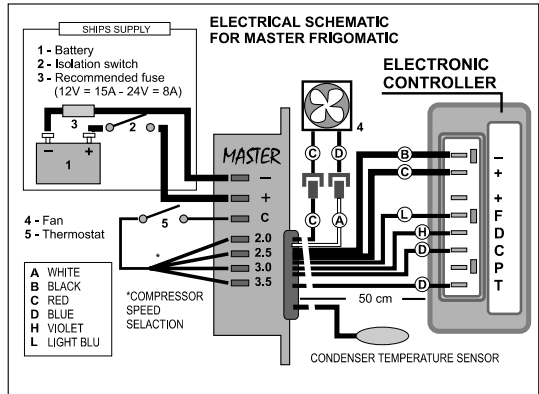 SHIPS SUPPLY
1 - Battery
2 - Isolation switch
3 - Recommended fuse
(12V = 15A - 24V = 8A)
3
2
1
- +
ELECTRICAL SCHEMATIC
FOR MASTER FRIGOMATIC
ELECTRONIC
CONTROLLER
4
C D
C A
MASTER
-
+
C
2.0
2.5
3.0
3.5
B
C
L
H
D
D
-
+
+
F
D
C
P
T
4 - Fan
5 - Thermostat
5
*
A WHITE
B BLACK
C RED
D BLUE
H VIOLET
L LIGHT BLU
*COMPRESSOR
SPEED
SELACTION
50 cm
CONDENSER TEMPERATURE SENSOR